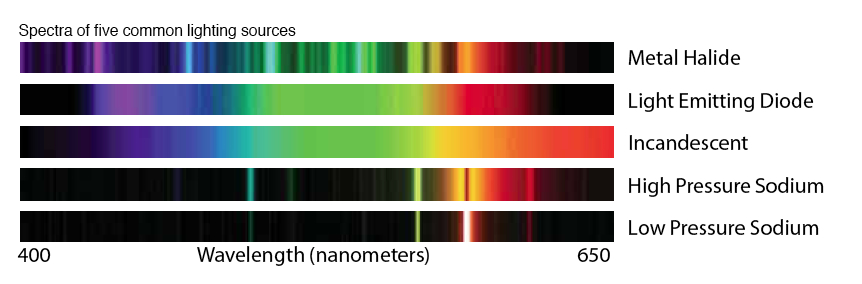 Spectra of five common lighting sources
Metal Halide
Light Emitting Diode
Incandescent
High Pressure Sodium
Low Pressure Sodium
400 Wavelength (nanometers) 650